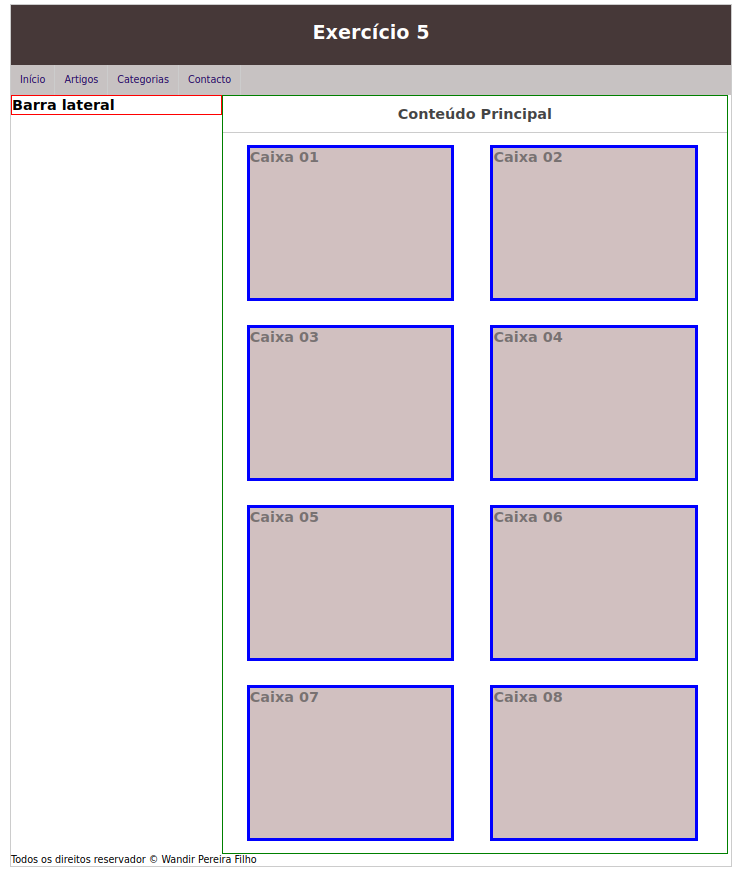 Exercício 5
Início Artigos Categorias Contacto
Barra lateral
Conteúdo Principal
Caixa 01 Caixa 02
Caixa 03 Caixa 04
Caixa 05 Caixa 06
Caixa 07 Caixa 08
Todos os direitos reservador © Wandir Pereira Filho